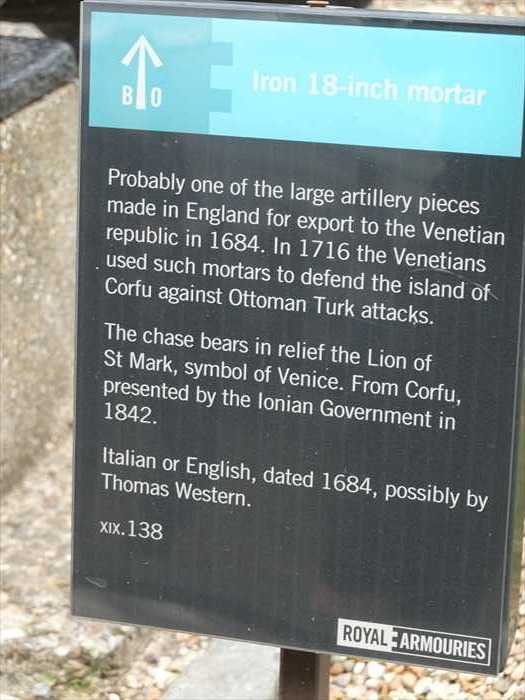 B O
Iron 18-inch mortar
Probably one of the large artillery pieces
made in England for export to the Venetian
republic in 1684. In 1716 the Venetians
used such mortars to defend the island of
Corfu against Ottoman Turk attacks.
The chase bears in relief the Lion of
St Mark, symbol of Venice. From Corfu,
presented by the Ionian Government in
1842.
Italian or English, dated 1684, possibly by
Thomas Western.
XIX.138
ROYAL ARMOURIES